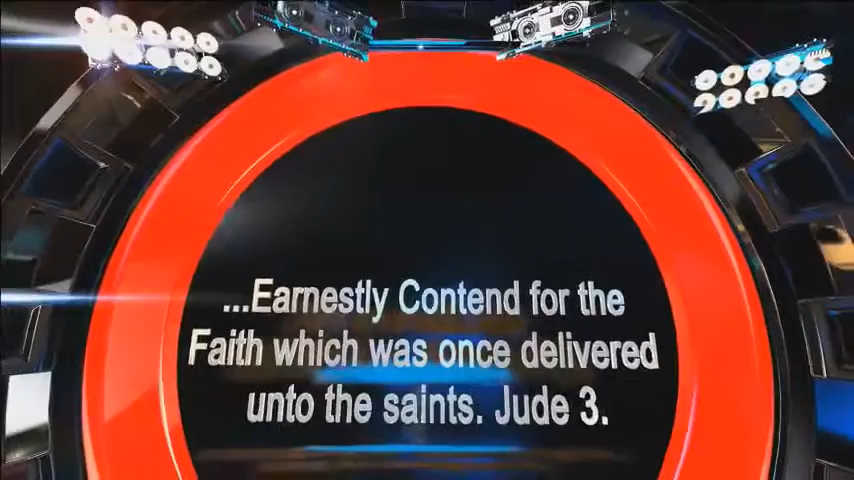 ...Earnestly Contend for the
Faith which was once delivered
unto the saints. Jude 3.